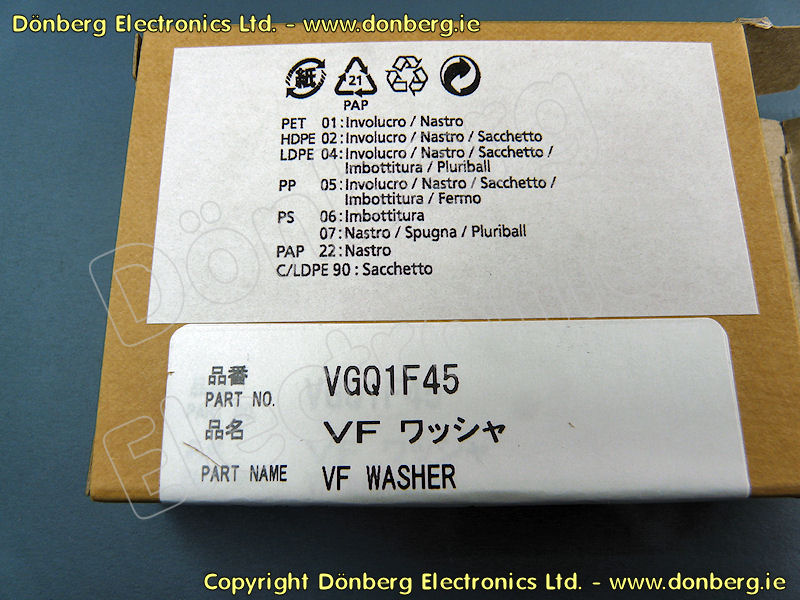 Dönberg Electronics Ltd. - www.donberg.ie
紙
21
PAP
PET 01: Involucro / Nastro
HDPE 02: Involucro / Nastro / Sacchetto
LDPE 04: Involucro / Nastro / Sacchetto /
Imbottitura / Pluriball
PP 05: Involucro / Nastro / Sacchetto /
Imbottitura / Fermo
PS 06: Imbottitura
07: Nastro / Spugna / Pluriball
PAP 22: Nastro
C/LDPE 90: Sacchetto
Dönberg
Electronics
品番
PART NO. VGQ1F45
品名 VF ワッシャ
PART NAME VF WASHER
Copyright Dönberg Electronics Ltd. - www.donberg.ie